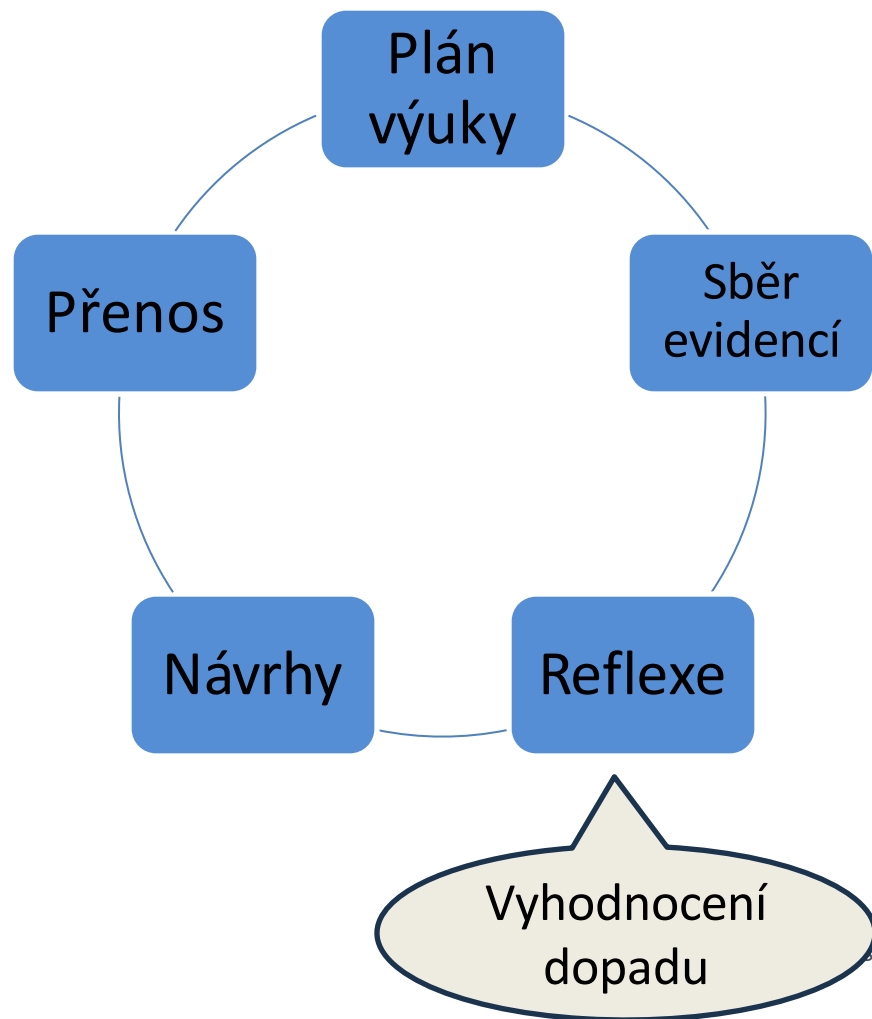 Plán
výuky
Sběr
evidencí
Přenos
Návrhy
Reflexe
Vyhodnocení
dopadu